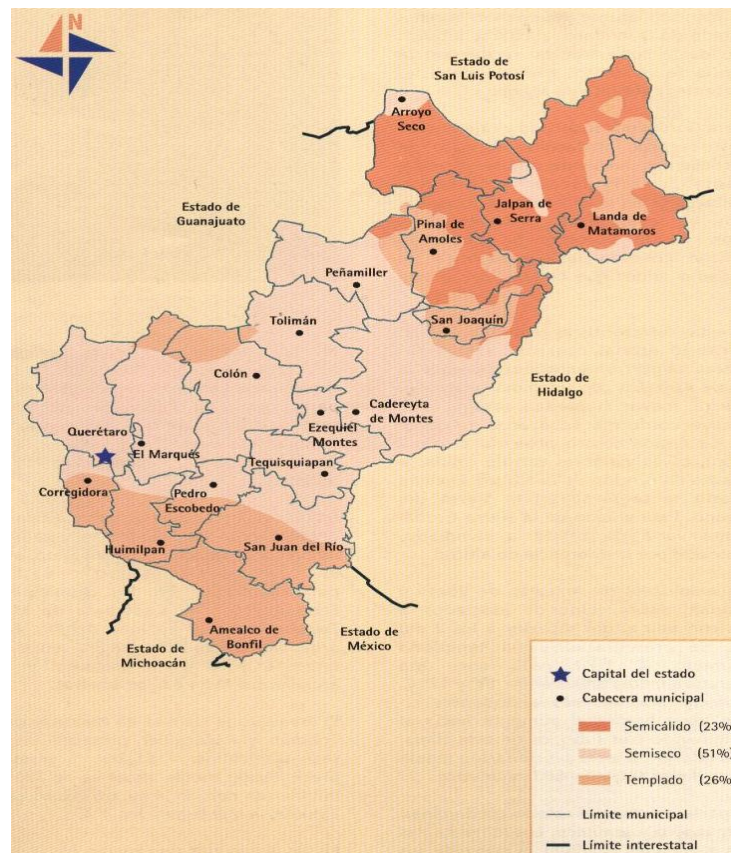 N
Estado de
San Luis Potosí
Arroyo
Seco
Estado de
Guanajuato
Jalpan de
Serra
Landa de
Matamoros
Pinal de
Amoles
Peñamiller
Tolimán
San Joaquín
Colón
Estado de
Hidalgo
Cadereyta
de Montes
Ezequiel
Montes
Querétaro
El Marqués
Tequisquiapan
Corregidora
Pedro
Escobedo
Huimilpan
San Juan del Río
Amealco de
Bonfil
Estado de
México
Estado de
Michoacán
Capital del estado
Cabecera municipal
Semicálido (23%
Semiseco (51%)
Templado (26%
Límite municipal
Límite interestatal